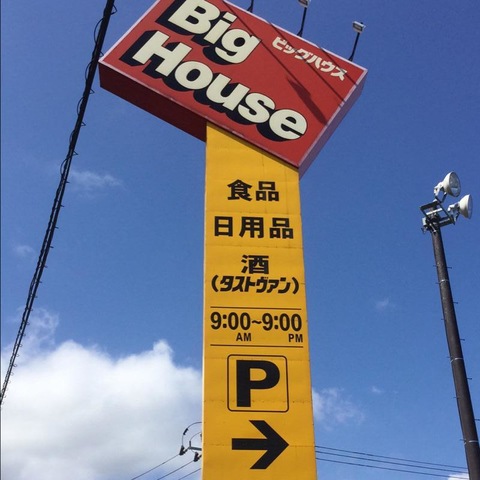 Big
House
ビッグハウス
食品
日用品
酒
(タストヴァン)
9:00~9:00
AM PM
P